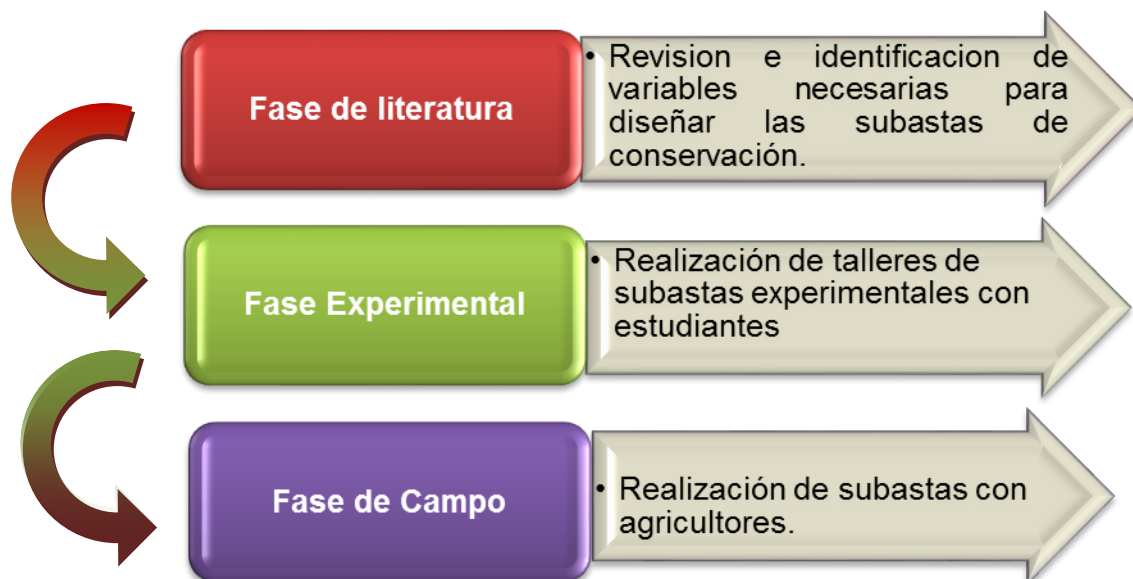 Fase de literatura
• Revision e identificacion de
variables necesarias para
diseñar las subastas de
conservación.
Fase Experimental
• Realización de talleres de
subastas experimentales con
estudiantes
Fase de Campo
• Realización de subastas con
agricultores.